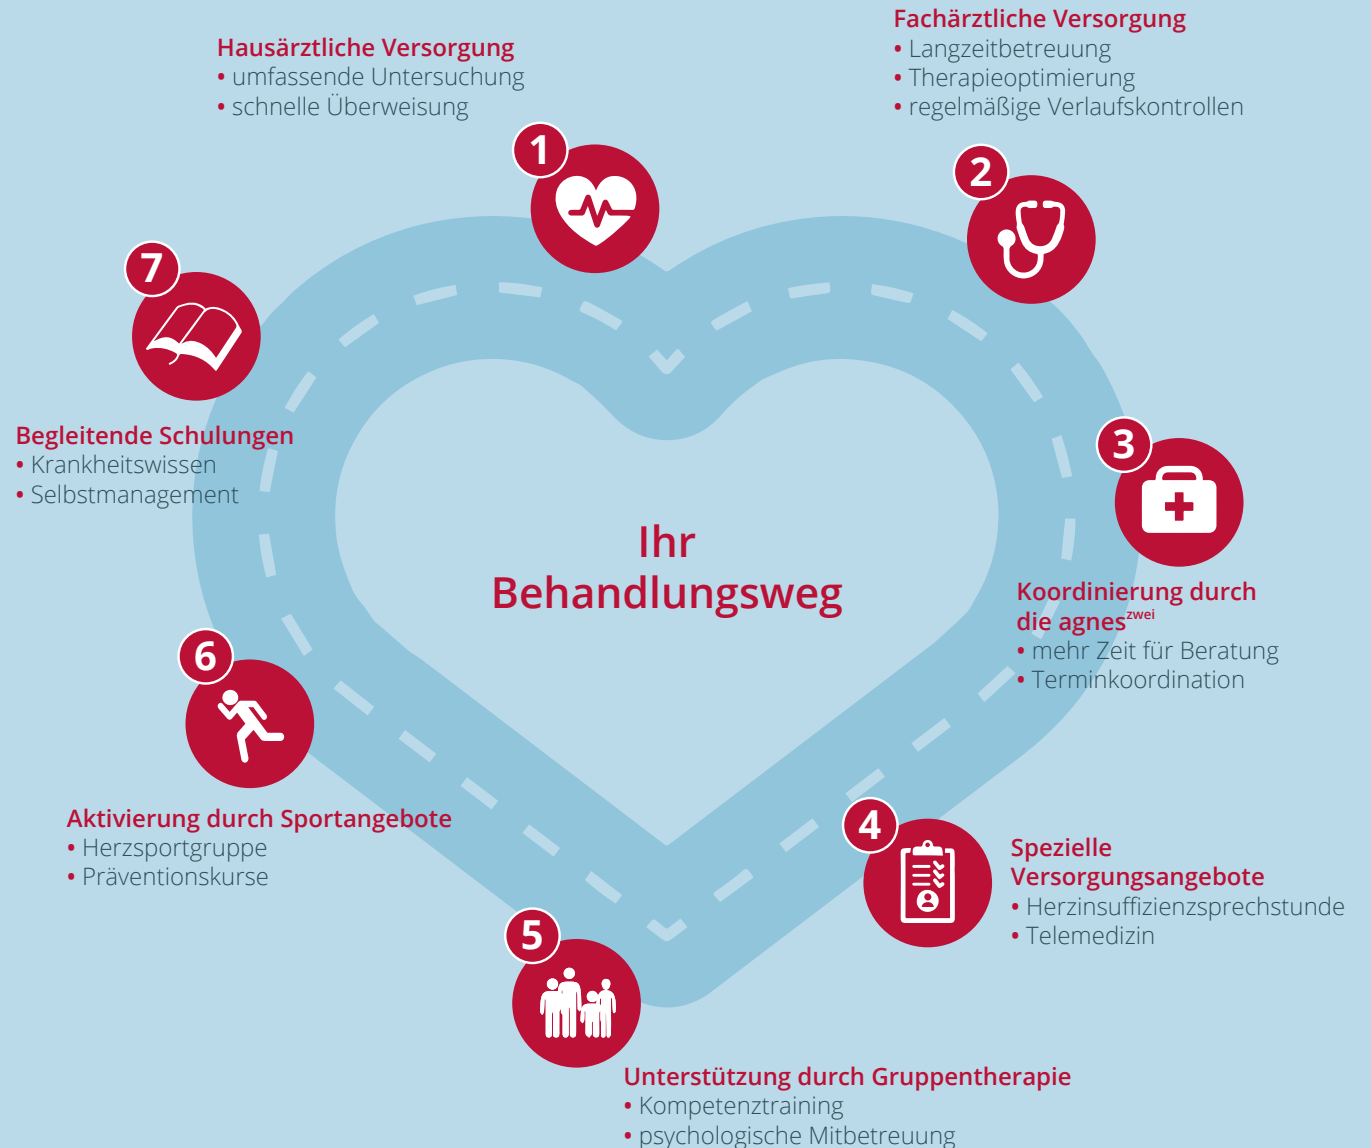 1
Hausärztliche Versorgung
• umfassende Untersuchung
• schnelle Überweisung
2
Fachärztliche Versorgung
• Langzeitbetreuung
• Therapieoptimierung
• regelmäßige Verlaufskontrollen
3
Koordinierung durch
die agnes^zwei
• mehr Zeit für Beratung
• Terminkoordination
4
Spezielle
Versorgungsangebote
• Herzinsuffizienzsprechstunde
• Telemedizin
5
Unterstützung durch Gruppentherapie
• Kompetenztraining
• psychologische Mitbetreuung
6
Aktivierung durch Sportangebote
• Herzsportgruppe
• Präventionskurse
7
Begleitende Schulungen
• Krankheitswissen
• Selbstmanagement
Ihr
Behandlungsweg